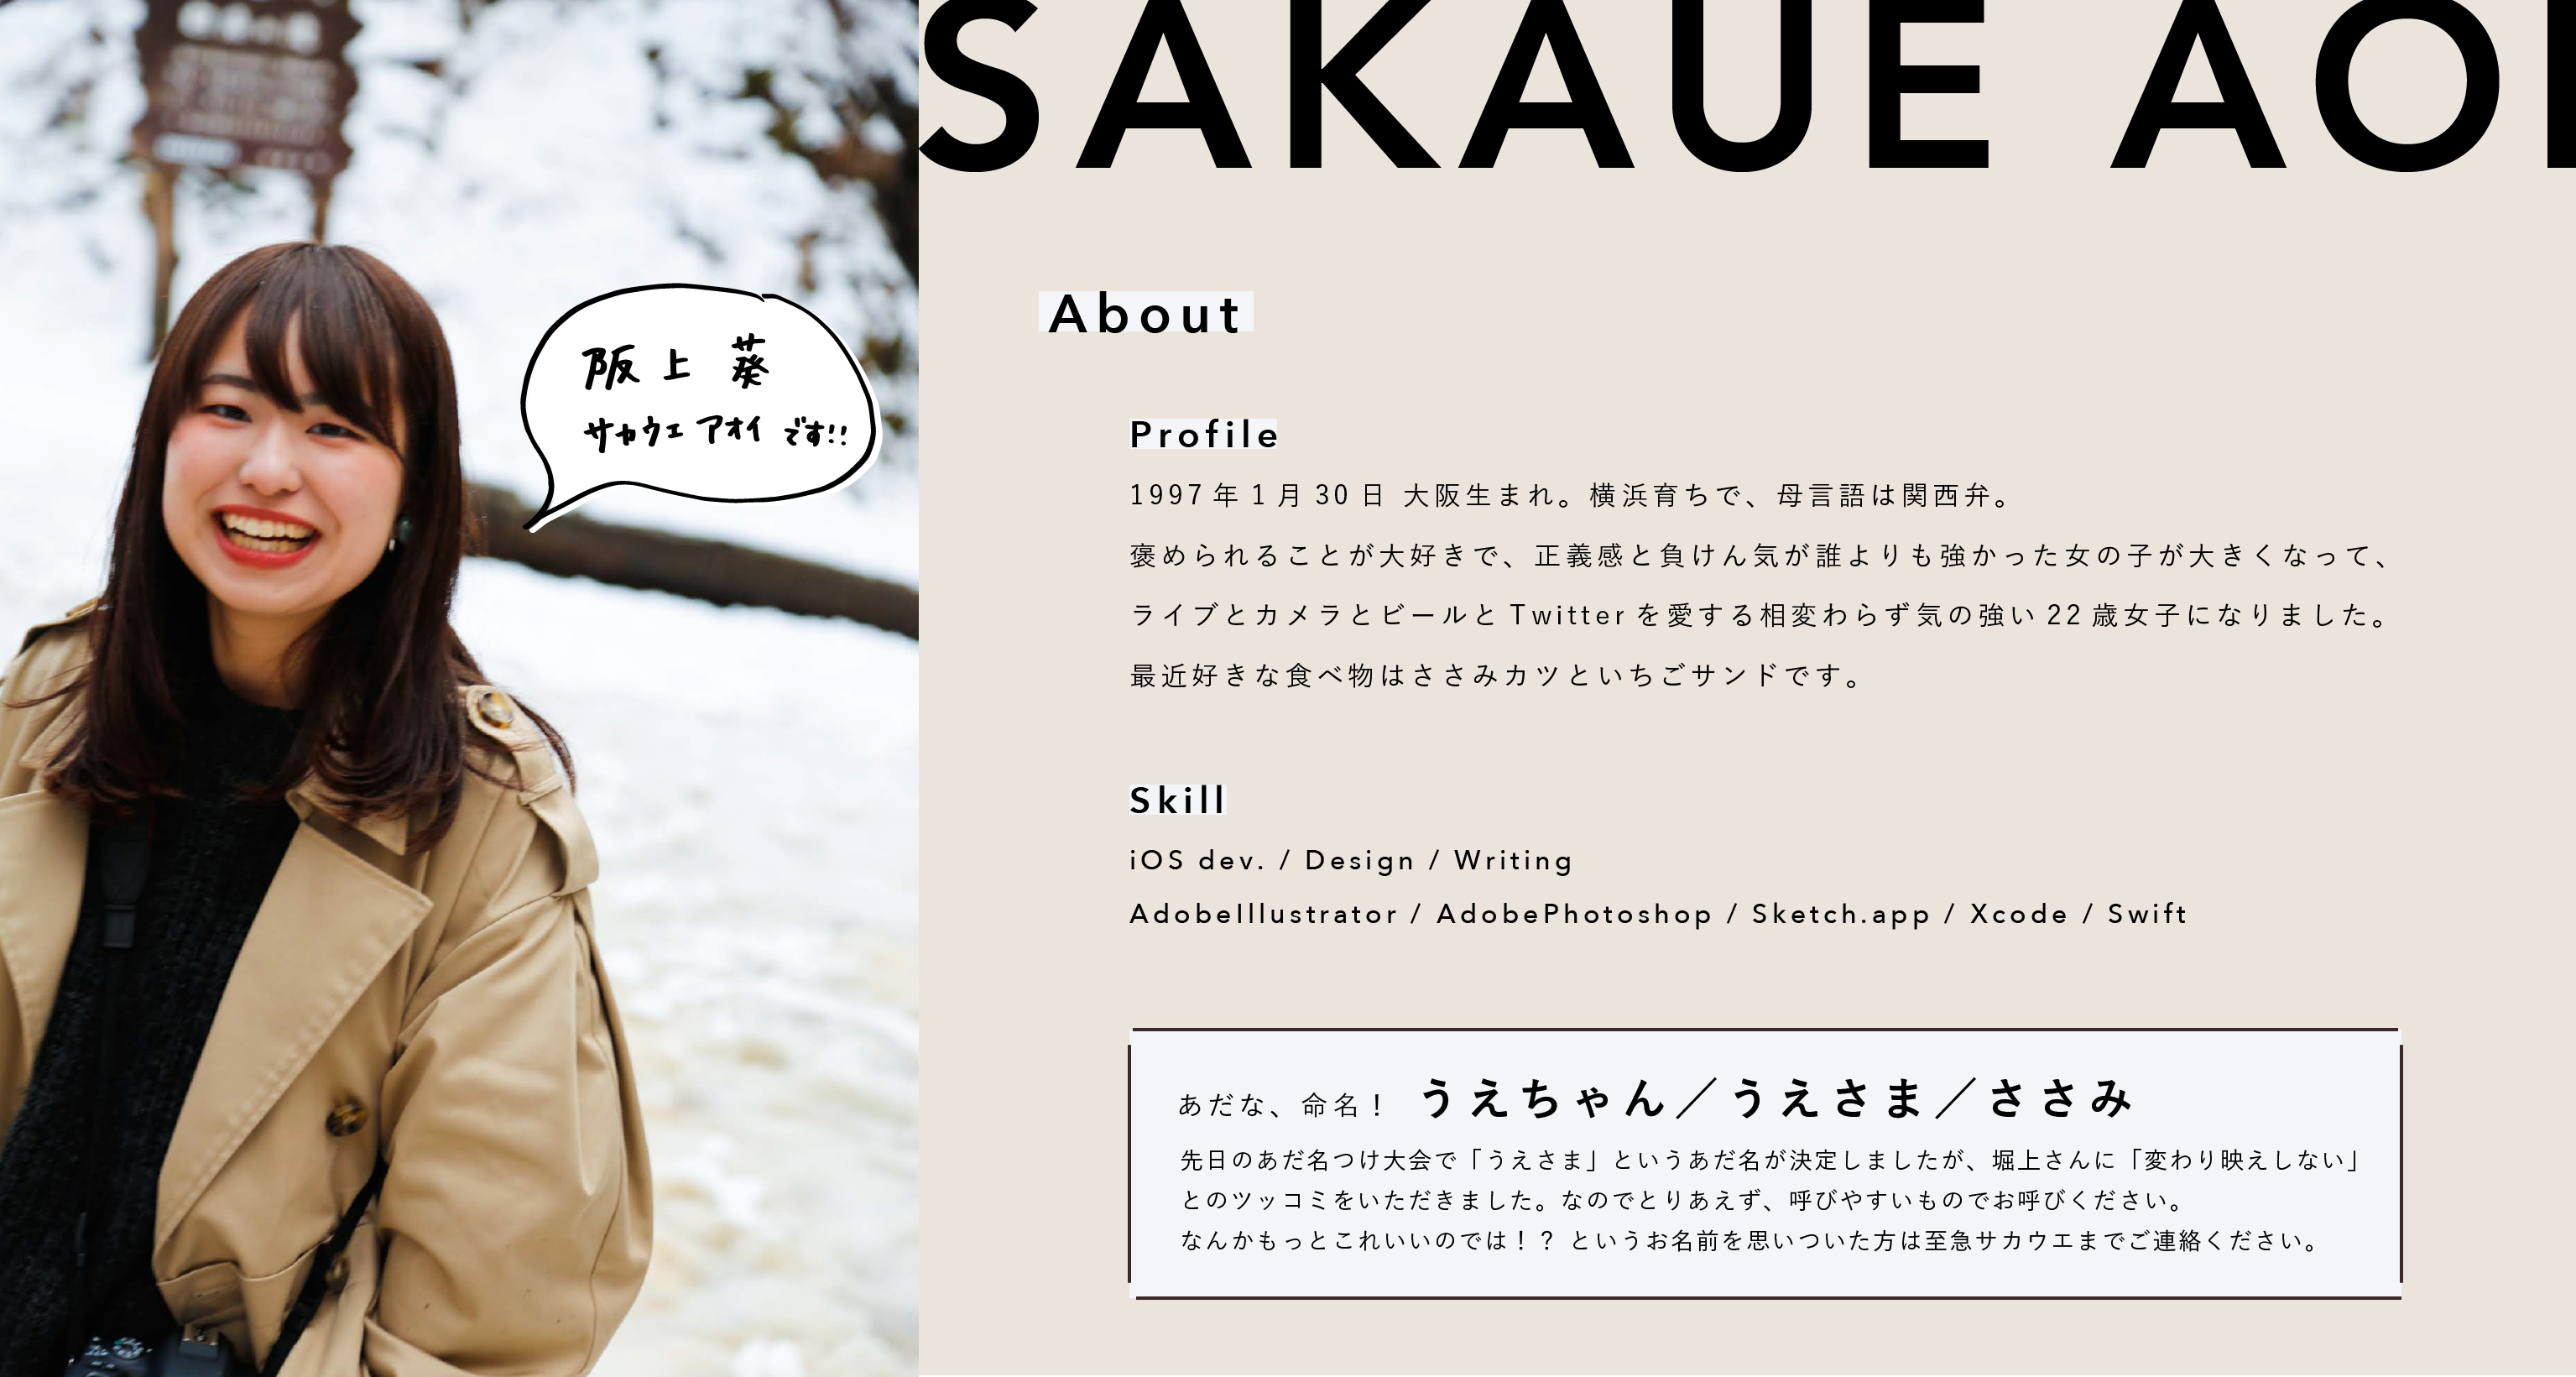 SAKAUE AOI
阪上 葵
サカウエ アオイ です!!
About
Profile
1997年1月30日 大阪生まれ。横浜育ちで、母言語は関西弁。
褒められることが大好きで、正義感と負けん気が誰よりも強かった女の子が大きくなって、
ライブとカメラとビールとTwitterを愛する相変わらず気の強い22歳女子になりました。
最近好きな食べ物はささみカツといちごサンドです。
Skill
iOS dev. / Design / Writing
AdobeIllustrator / AdobePhotoshop / Sketch.app / Xcode / Swift
あだな、命名！ うえちゃん／うえさま／ささみ
先日のあだ名つけ大会で「うえさま」というあだ名が決定しましたが、堀上さんに「変わり映えしない」
とのツッコミをいただきました。なのでとりあえず、呼びやすいものでお呼びください。
なんかもっとこれいいのでは！？ というお名前を思いついた方は至急サカウエまでご連絡ください。